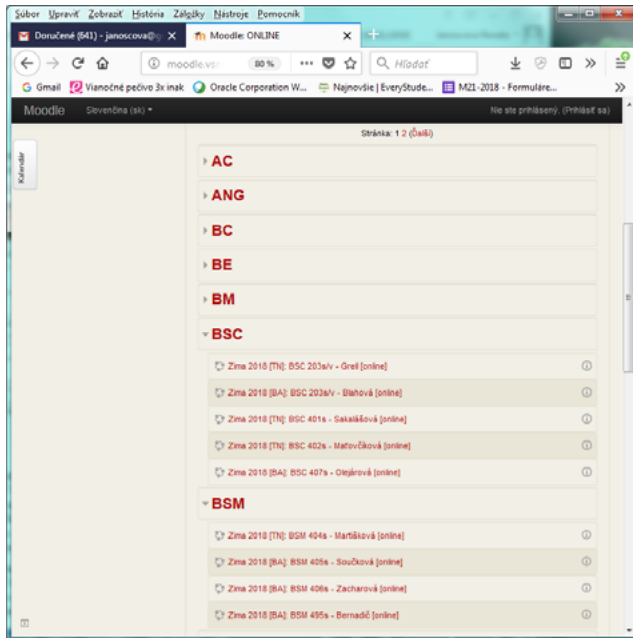 Súbor Upraviť Zobraziť História Záložky Nástroje Pomocník
Doručené (641) - janoscova@g
Moodle: ONLINE
moodle.vs
80 %
Hľadať
Gmail Vianočné pečivo 3x inak Oracle Corporation W... Najnovšie | EveryStude... M21-2018 - Formuláre...
Moodle Slovenčina (sk) Nie ste prihlásený. (Prihlásiť sa)
Kalendár
Stránka: 1 2 (Ďalší)
AC
ANG
BC
BE
BM
BSC
Zima 2018 [TN]: BSC 203s/v - Grell [online]
Zima 2018 [BA]: BSC 203s/v - Blahová [online]
Zima 2018 [TN]: BSC 401s - Sakalášová [online]
Zima 2018 [TN]: BSC 402s - Maťovčíková [online]
Zima 2018 [BA]: BSC 407s - Olejárová [online]
BSM
Zima 2018 [TN]: BSM 404s - Martišková [online]
Zima 2018 [BA]: BSM 405s - Součková [online]
Zima 2018 [BA]: BSM 406s - Zacharová [online]
Zima 2018 [BA]: BSM 495s - Bernadič [online]